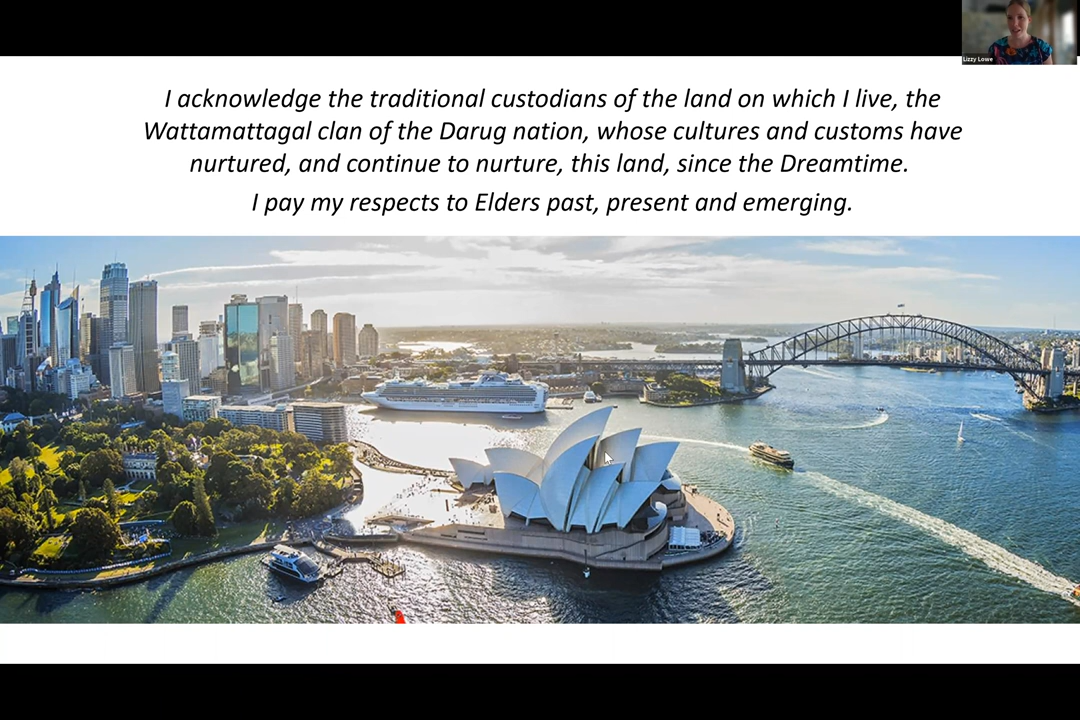 Lizzy Lowe
I acknowledge the traditional custodians of the land on which I live, the
Wattamattagal clan of the Darug nation, whose cultures and customs have
nurtured, and continue to nurture, this land, since the Dreamtime.
I pay my respects to Elders past, present and emerging.